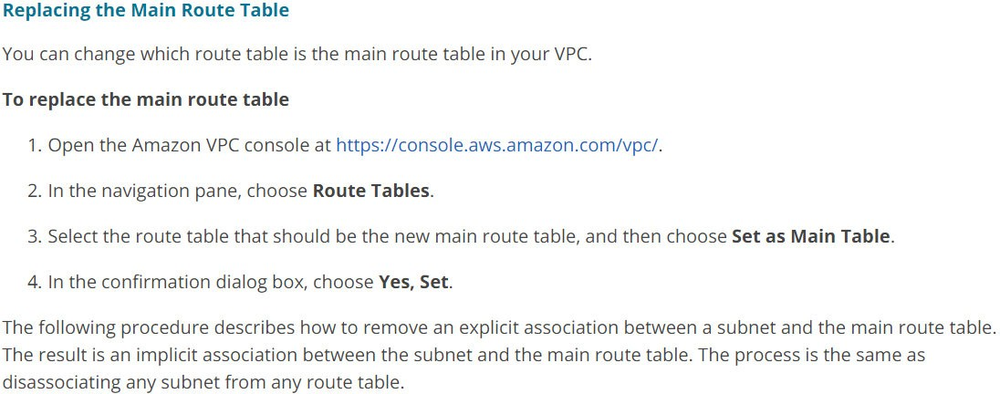 Replacing the Main Route Table
You can change which route table is the main route table in your VPC.
To replace the main route table
1. Open the Amazon VPC console at https://console.aws.amazon.com/vpc/.
2. In the navigation pane, choose Route Tables.
3. Select the route table that should be the new main route table, and then choose Set as Main Table.
4. In the confirmation dialog box, choose Yes, Set.
The following procedure describes how to remove an explicit association between a subnet and the main route table.
The result is an implicit association between the subnet and the main route table. The process is the same as
disassociating any subnet from any route table.